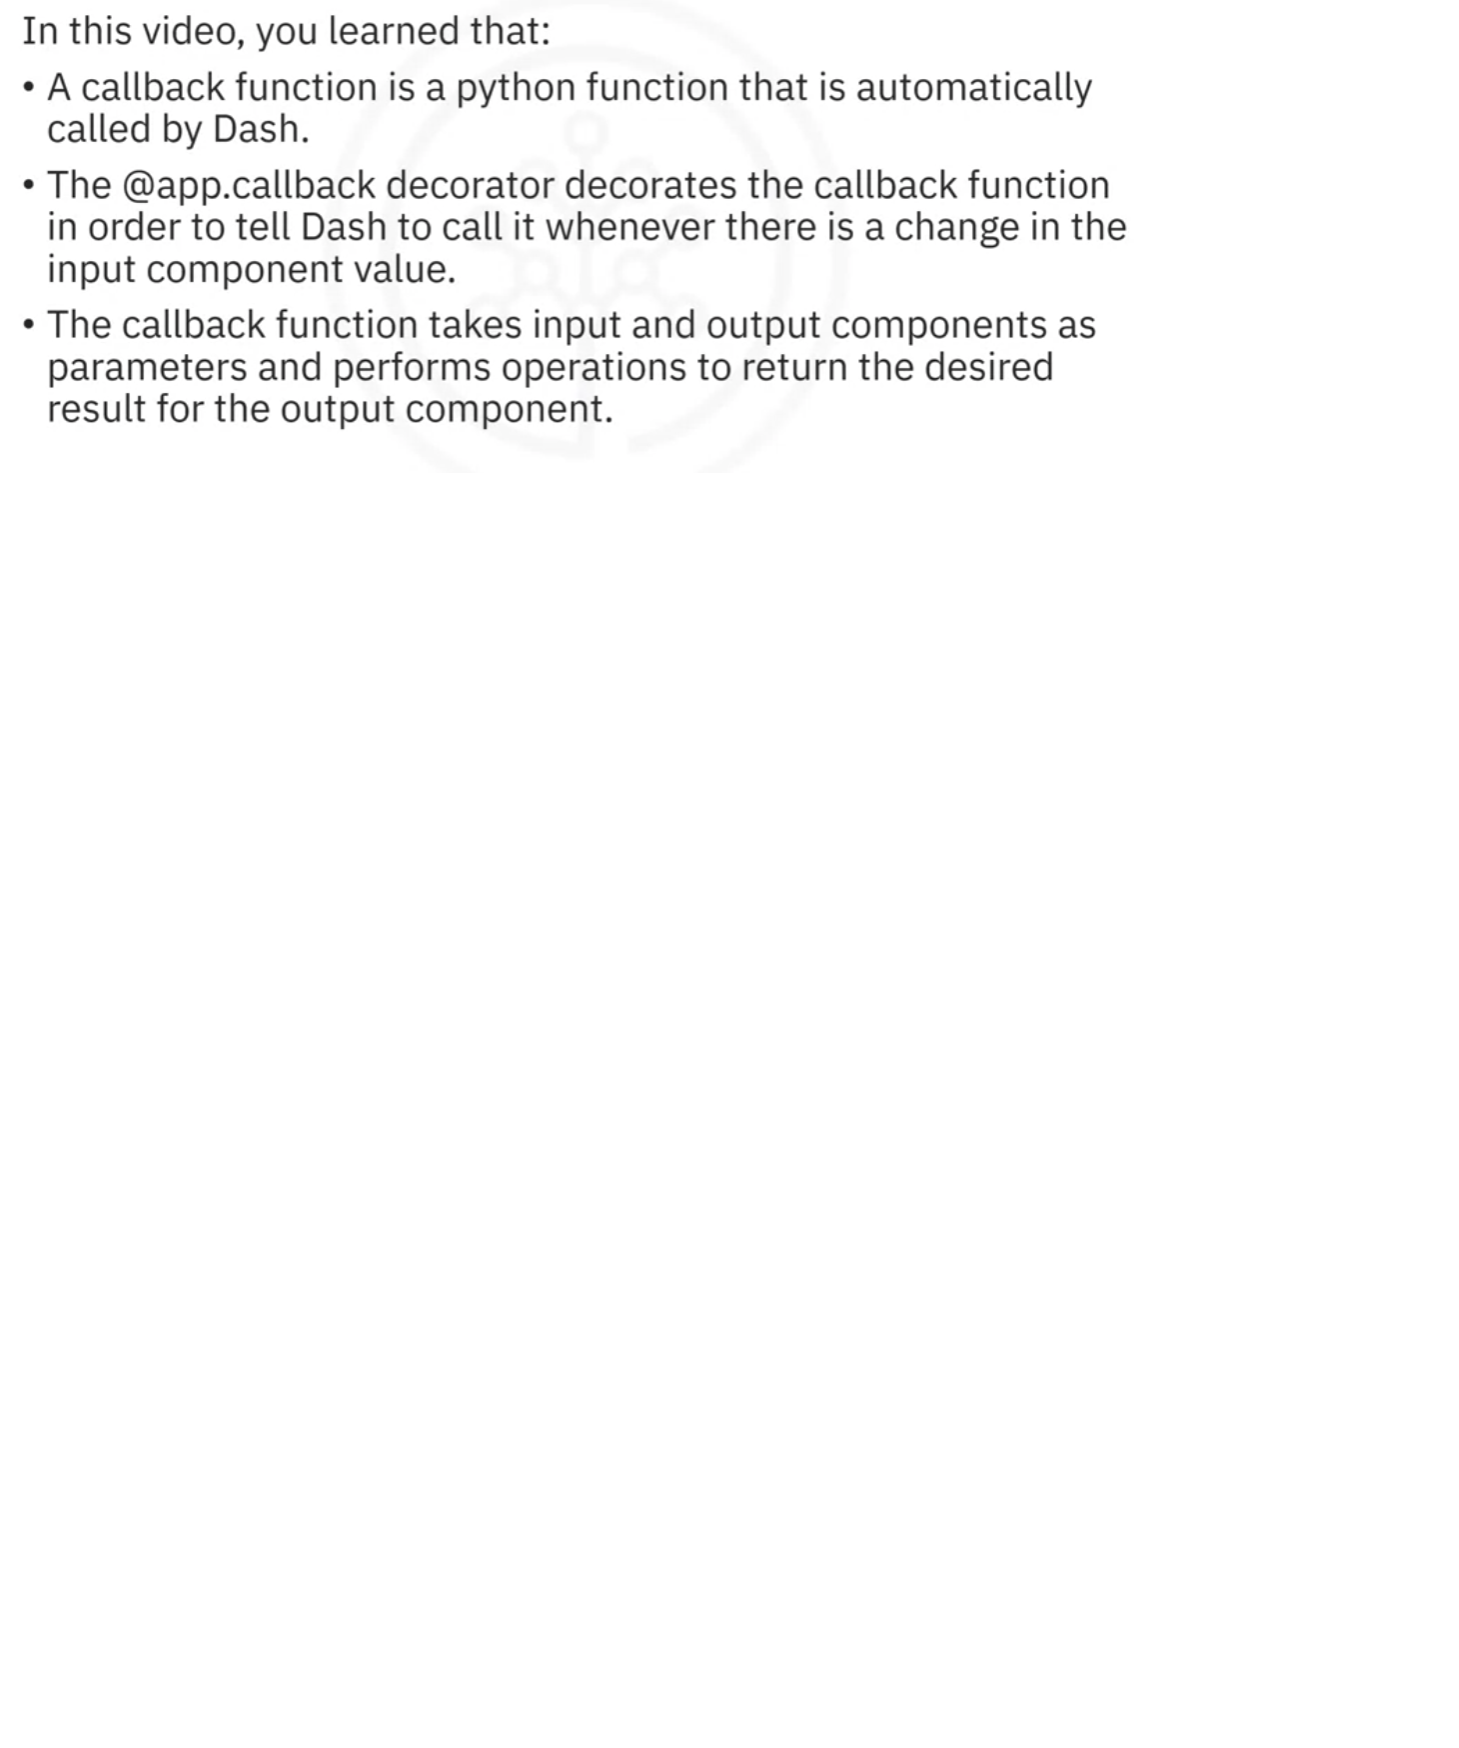 In this video, you learned that:
• A callback function is a python function that is automatically
called by Dash.
• The @app.callback decorator decorates the callback function
in order to tell Dash to call it whenever there is a change in the
input component value.
• The callback function takes input and output components as
parameters and performs operations to return the desired
result for the output component.